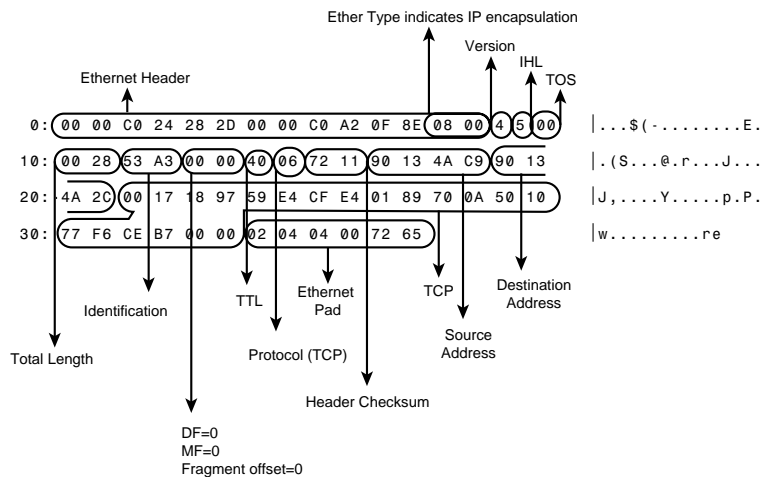 Ether Type indicates IP encapsulation
Version
IHL
TOS
Ethernet Header
0: 00 00 C0 24 28 2D 00 00 C0 A2 0F 8E 08 00 4 5 00 |...$(-........E.
10: 00 28 53 A3 00 00 40 06 72 11 90 13 4A C9 90 13 |.(S...@.r...J...
20: 4A 2C 00 17 18 97 59 E4 CF E4 01 89 70 0A 50 10 |J,....Y.....p.P.
30: 77 F6 CE B7 00 00 02 04 04 00 72 65 |w.........re
Identification
TTL
Ethernet
Pad
TCP
Destination
Address
Total Length
Protocol (TCP)
Source
Address
Header Checksum
DF=0
MF=0
Fragment offset=0